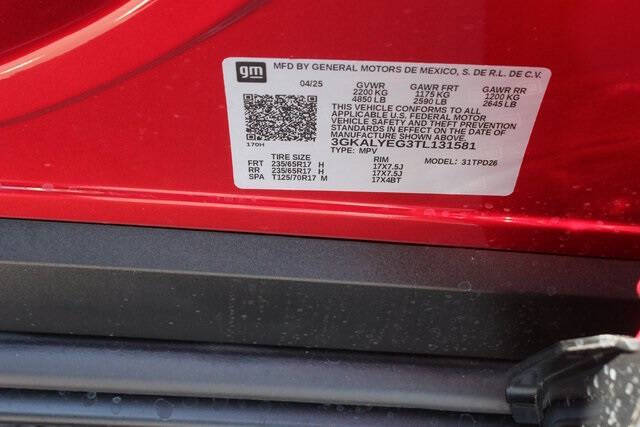 gm MFD BY GENERAL MOTORS DE MEXICO, S. DE R.L. DE C.V.
04/25 GVWR GAWR FRT GAWR RR
2200 KG 1175 KG 1200 KG
4850 LB 2590 LB 2645 LB
THIS VEHICLE CONFORMS TO ALL
APPLICABLE U.S. FEDERAL MOTOR
VEHICLE SAFETY AND THEFT PREVENTION
STANDARDS IN EFFECT ON THE DATE OF
MANUFACTURE SHOWN ABOVE.
170H 3GKALYEG3TL131581
TYPE: MPV
TIRE SIZE RIM MODEL: 31TPD26
FRT 235/65R17 H 17X7.5J
RR 235/65R17 H 17X7.5J
SPA T125/70R17 M 17X4BT